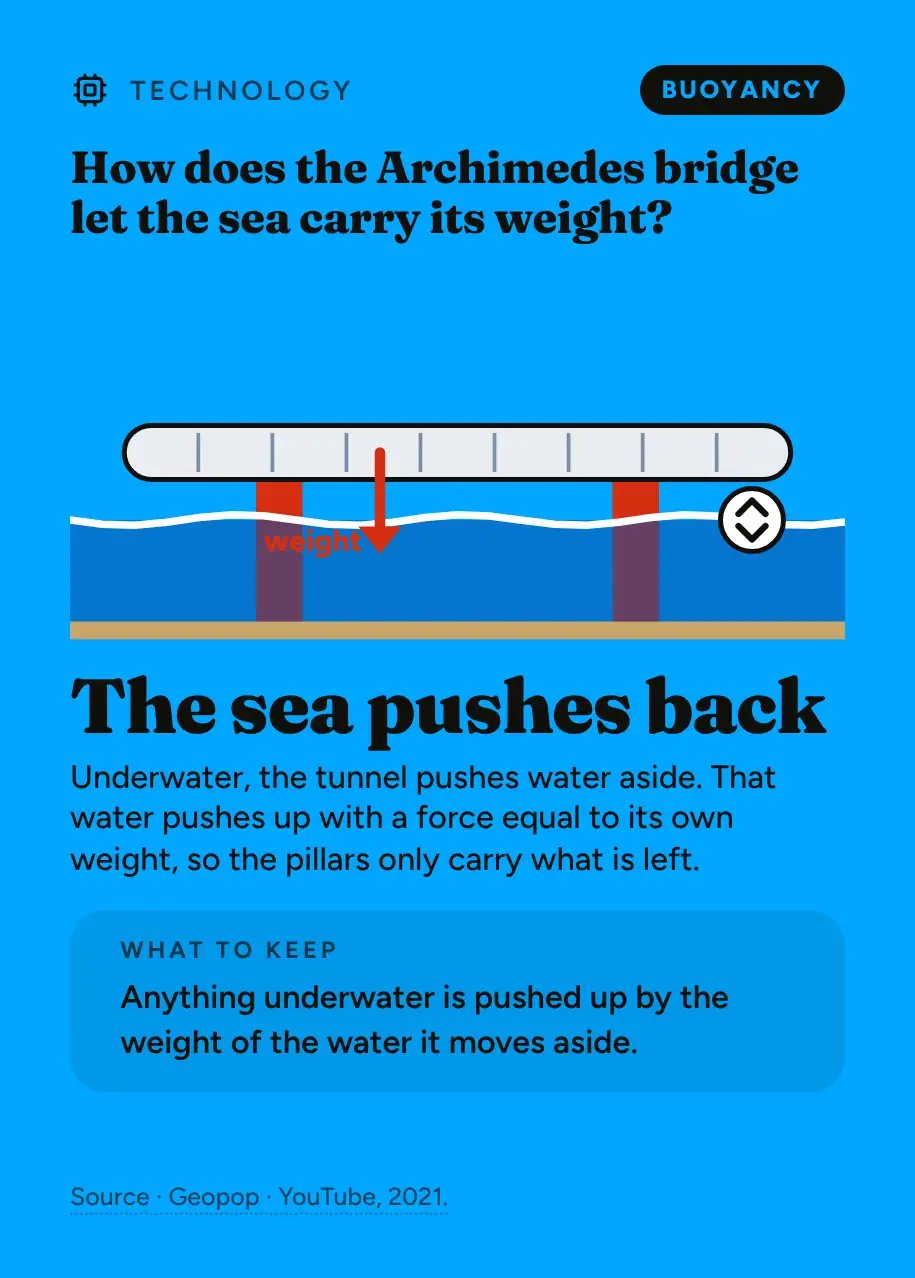 TECHNOLOGY
BUOYANCY
How does the Archimedes bridge
let the sea carry its weight?
weight
The sea pushes back
Underwater, the tunnel pushes water aside. That
water pushes up with a force equal to its own
weight, so the pillars only carry what is left.
WHAT TO KEEP
Anything underwater is pushed up by the
weight of the water it moves aside.
Source · Geopop · YouTube, 2021.